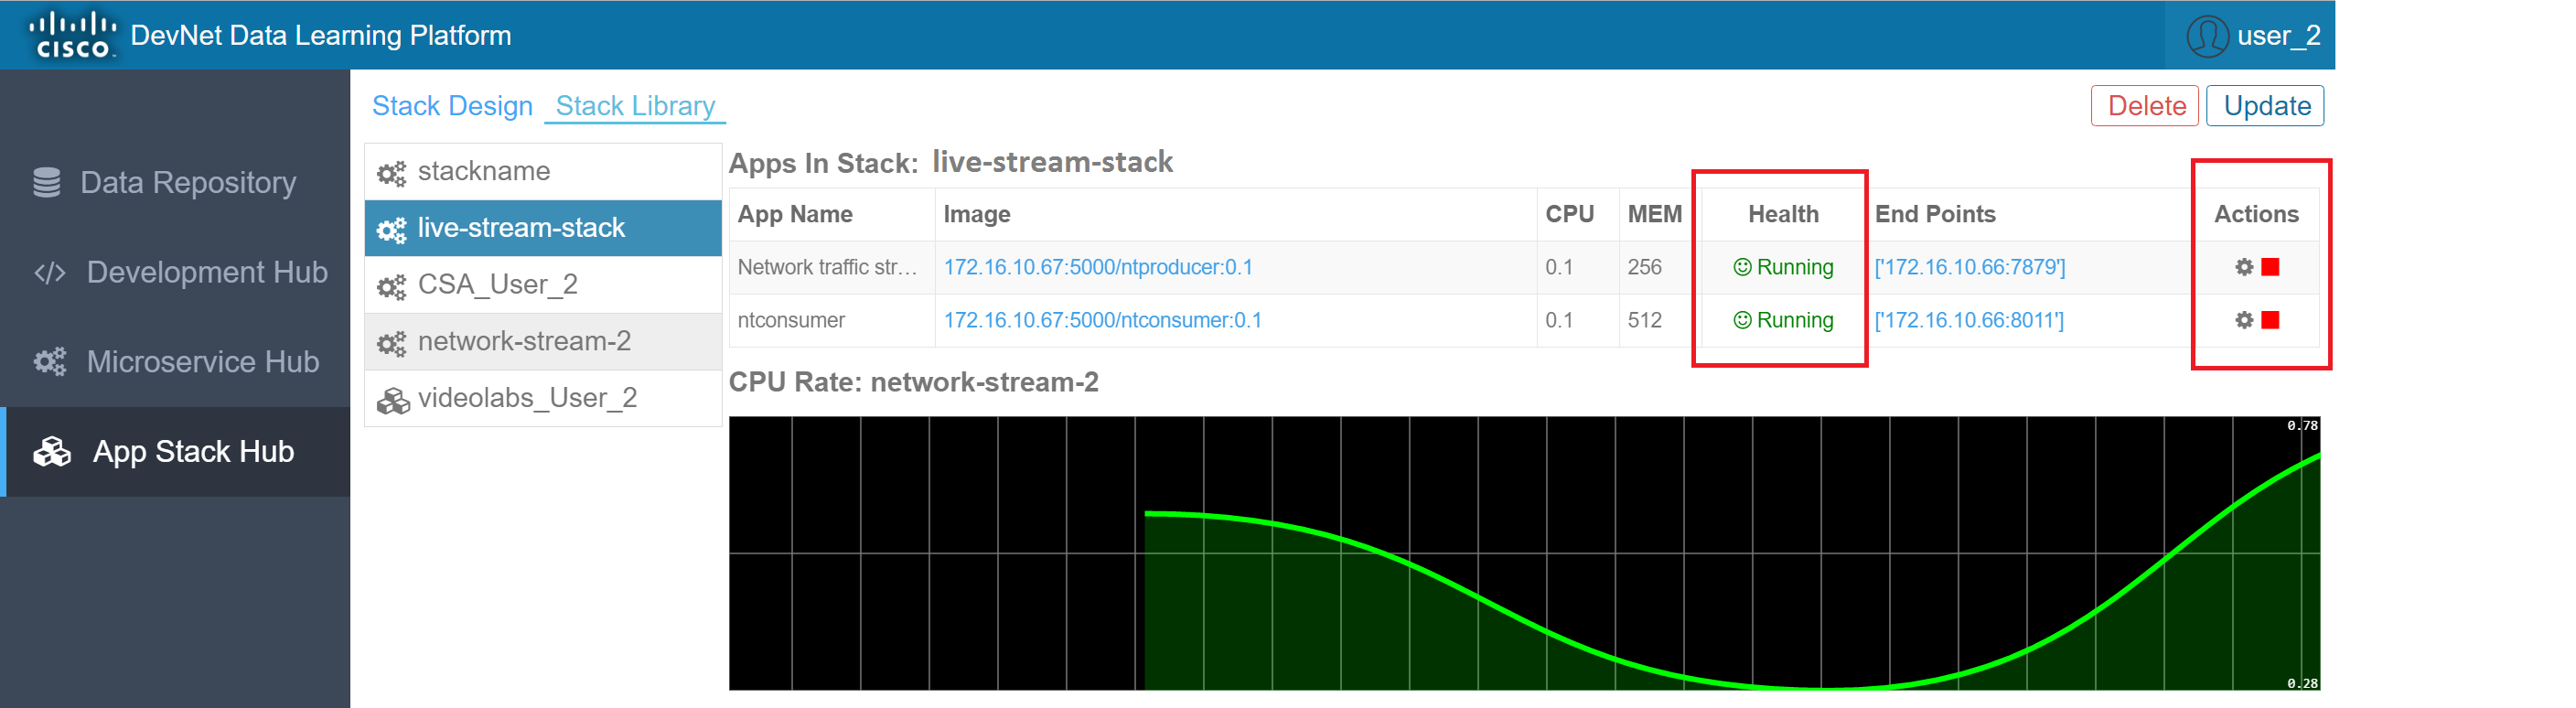 CISCO DevNet Data Learning Platform user_2
Stack Design Stack Library Delete Update
Data Repository
Development Hub
Microservice Hub
App Stack Hub
stackname
live-stream-stack
CSA_User_2
network-stream-2
videolabs_User_2
Apps In Stack: live-stream-stack
App Name Image CPU MEM Health End Points Actions
Network traffic str... 172.16.10.67:5000/ntproducer:0.1 0.1 256 Running ['172.16.10.66:7879']
ntconsumer 172.16.10.67:5000/ntconsumer:0.1 0.1 512 Running ['172.16.10.66:8011']
CPU Rate: network-stream-2
0.78
0.28